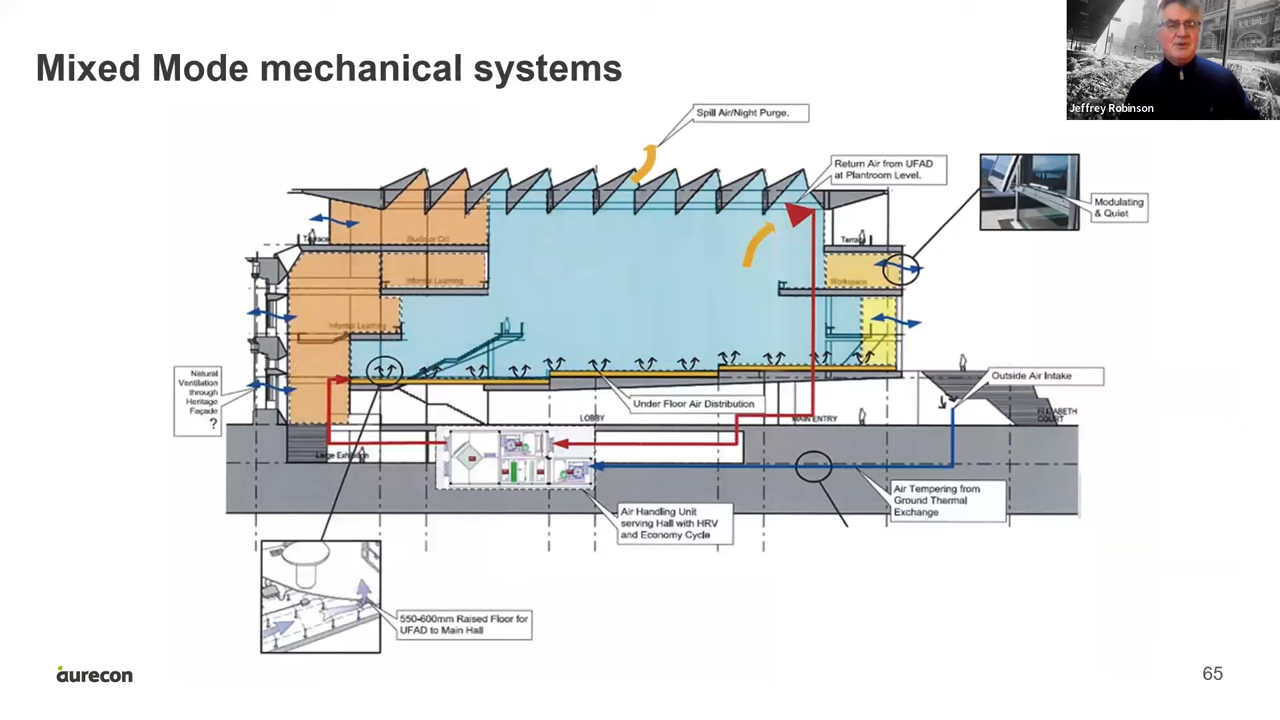 Mixed Mode mechanical systems
Jeffrey Robinson
Spill Air/Night Purge.
Return Air from UFAD
at Plantroom Level.
Modulating
& Quiet
Terrace
Studio or Crit
Terrace
Informal Learning
Workspace
Informal Learning
Natural
Ventilation
through
Heritage
Façade
?
Under Floor Air Distribution
Outside Air Intake
LOBBY
MAIN ENTRY
ELIZABETH
COURT
Large Exhibition
Air Tempering from
Ground Thermal
Exchange
Air Handling Unit
serving Hall with HRV
and Economy Cycle
550-600mm Raised Floor for
UFAD to Main Hall
aurecon
65